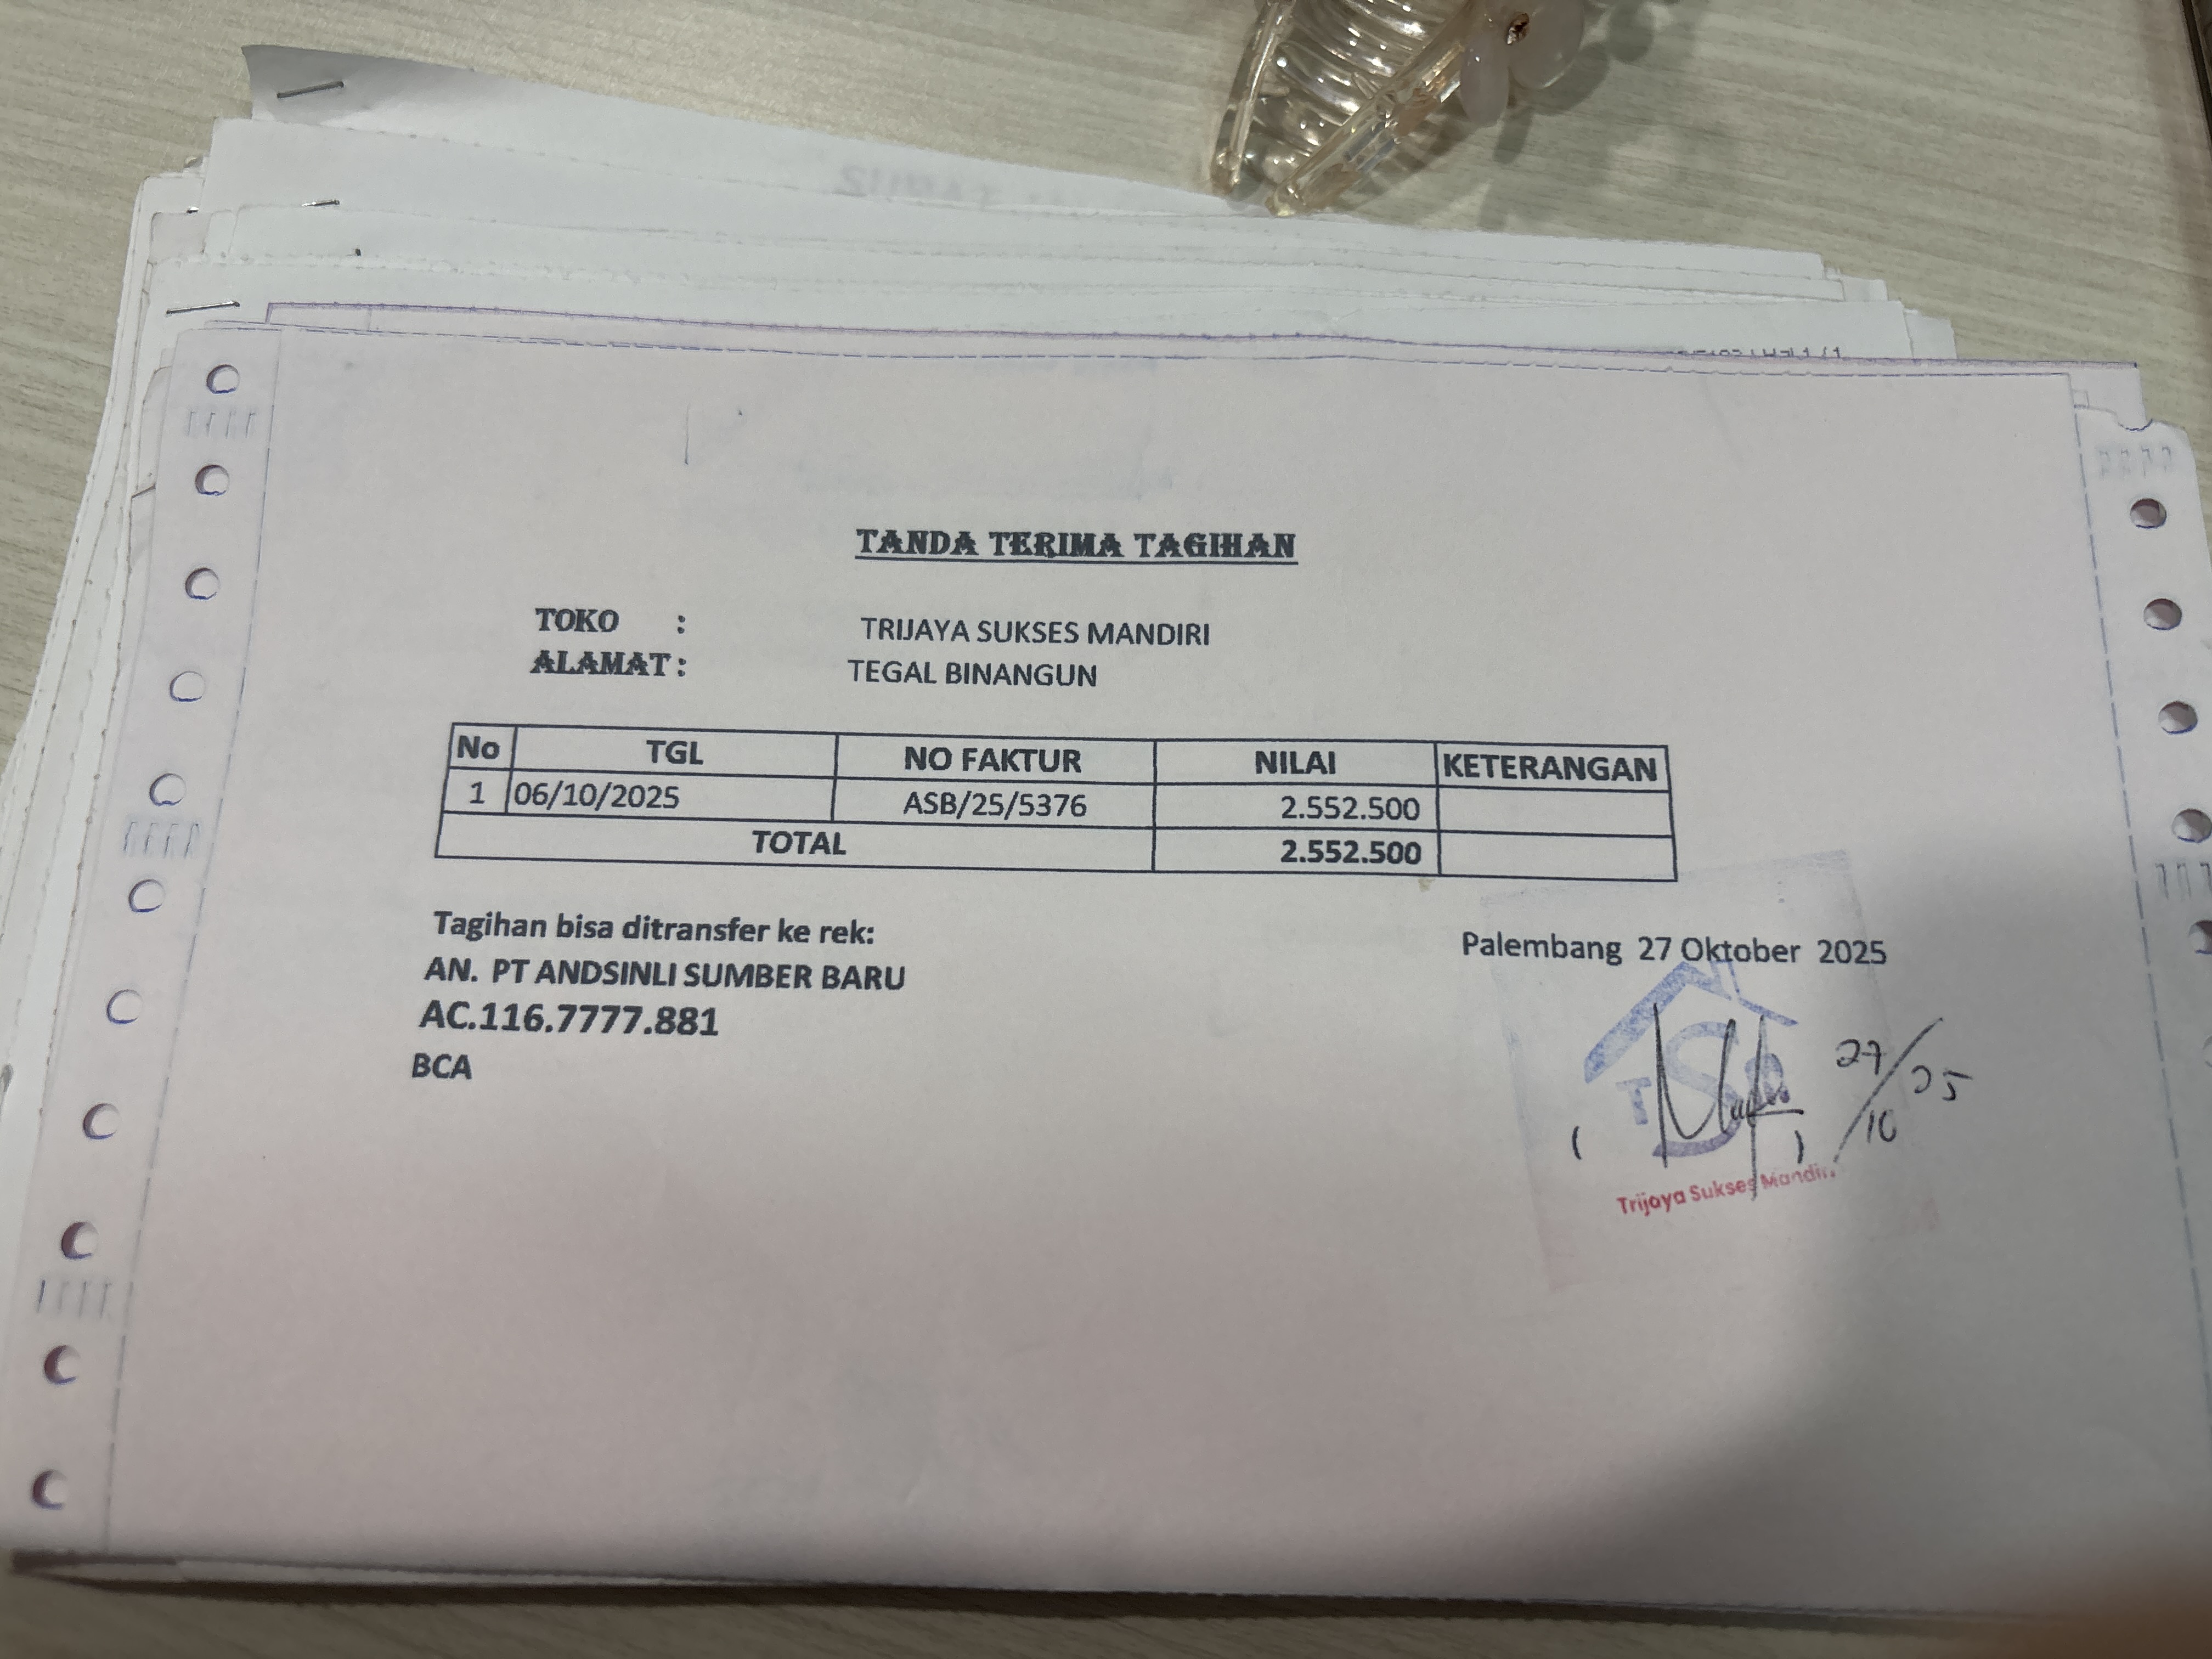 TANDA TERIMA TAGIHAN
TOKO : TRIJAYA SUKSES MANDIRI
ALAMAT : TEGAL BINANGUN
No TGL NO FAKTUR NILAI KETERANGAN
1 06/10/2025 ASB/25/5376 2.552.500
TOTAL 2.552.500
Tagihan bisa ditransfer ke rek:
AN. PT ANDSINLI SUMBER BARU
AC.116.7777.881
BCA
Palembang 27 Oktober 2025
TS
27/10 25
( )
Trijaya Sukses Mandiri